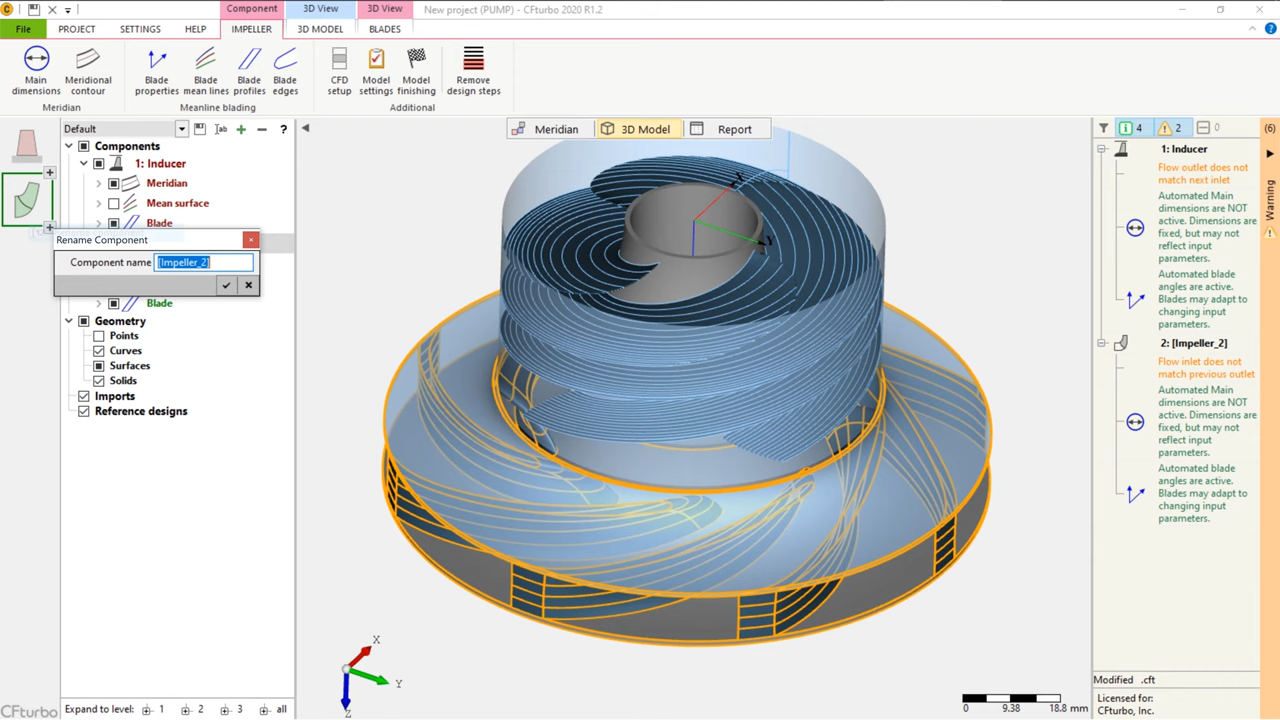 Component
3D View
3D View
New project (PUMP) - CFturbo 2020 R1.2
File
PROJECT
SETTINGS
HELP
IMPELLER
3D MODEL
BLADES
Main dimensions
Meridional contour
Blade properties
Blade mean lines
Blade profiles
Blade edges
CFD setup
Model settings
Model finishing
Remove design steps
Meridian
Meanline blading
Additional
Default
Components
1: Inducer
Meridian
Mean surface
Blade
Rename Component
Component name [Impeller_2]
Blade
Geometry
Points
Curves
Surfaces
Solids
Imports
Reference designs
Expand to level: 1 2 3 all
CFturbo
Meridian
3D Model
Report
X
Y
X
Y
Z
0 9.38 18.8 mm
4
2
0
(6)
Warning
1: Inducer
Flow outlet does not
match next inlet
Automated Main
dimensions are NOT
active. Dimensions are
fixed, but may not
reflect input
parameters.
Automated blade
angles are active.
Blades may adapt to
changing input
parameters.
2: [Impeller_2]
Flow inlet does not
match previous outlet
Automated Main
dimensions are NOT
active. Dimensions are
fixed, but may not
reflect input
parameters.
Automated blade
angles are active.
Blades may adapt to
changing input
parameters.
Modified .cft
Licensed for:
CFturbo, Inc.